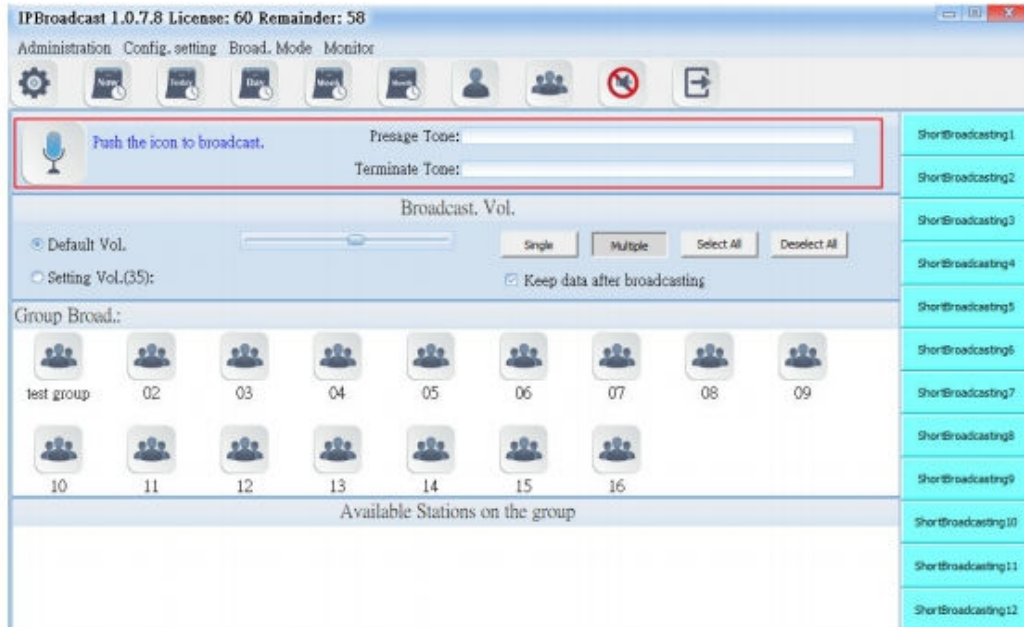 IPBroadcast 1.0.7.8 License: 60 Remainder: 58
Administration Config. setting Broad. Mode Monitor
Now Today Day Month
Push the icon to broadcast.
Presage Tone:
Terminate Tone:
Broadcast. Vol.
Default Vol.
Single Multiple Select All Deselect All
Setting Vol.(35):
Keep data after broadcasting
Group Broad.:
test group 02 03 04 05 06 07 08 09
10 11 12 13 14 15 16
Available Stations on the group
ShortBroadcasting1
ShortBroadcasting2
ShortBroadcasting3
ShortBroadcasting4
ShortBroadcasting5
ShortBroadcasting6
ShortBroadcasting7
ShortBroadcasting8
ShortBroadcasting9
ShortBroadcasting10
ShortBroadcasting11
ShortBroadcasting12